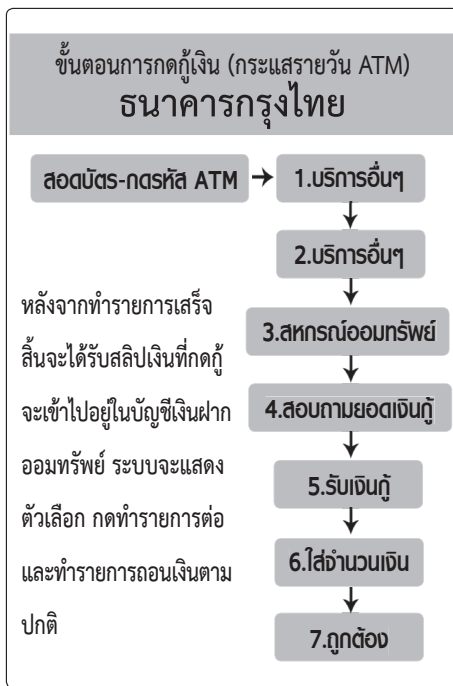 ขั้นตอนการกดกู้เงิน (กระแสรายวัน ATM)
ธนาคารกรุงไทย
สอดบัตร-กดรหัส ATM
1.บริการอื่นๆ
2.บริการอื่นๆ
3.สหกรณ์ออมทรัพย์
4.สอบถามยอดเงินกู้
5.รับเงินกู้
6.ใส่จำนวนเงิน
7.ถูกต้อง
หลังจากทำรายการเสร็จ
สิ้นจะได้รับสลิปเงินที่กดกู้
จะเข้าไปอยู่ในบัญชีเงินฝาก
ออมทรัพย์ ระบบจะแสดง
ตัวเลือก กดทำรายการต่อ
และทำรายการถอนเงินตาม
ปกติ